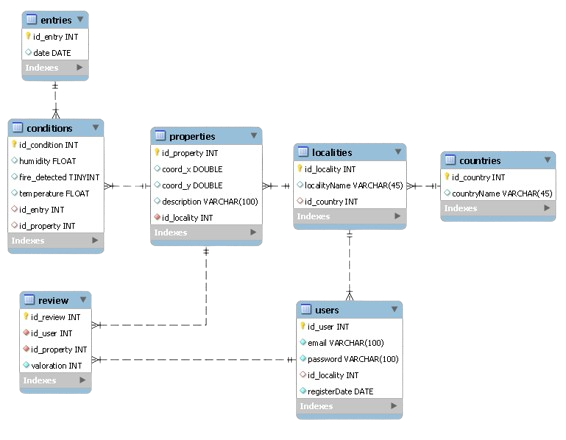 entries
id_entry INT
date DATE
Indexes
conditions
id_condition INT
humidity FLOAT
fire_detected TINYINT
temperature FLOAT
id_entry INT
id_property INT
Indexes
properties
id_property INT
coord_x DOUBLE
coord_y DOUBLE
description VARCHAR(100)
id_locality INT
Indexes
localities
id_locality INT
localityName VARCHAR(45)
id_country INT
Indexes
countries
id_country INT
countryName VARCHAR(45)
Indexes
review
id_review INT
id_user INT
id_property INT
valoration INT
Indexes
users
id_user INT
email VARCHAR(100)
password VARCHAR(100)
id_locality INT
registerDate DATE
Indexes